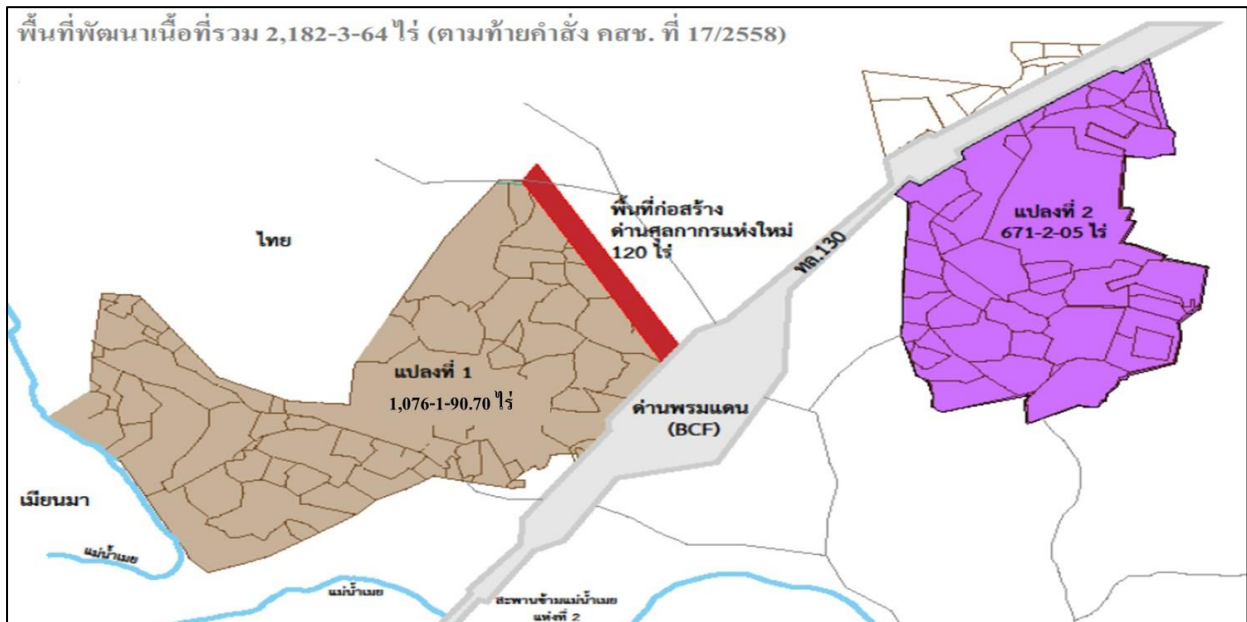 พื้นที่พัฒนาเนื้อที่รวม 2,182-3-64 ไร่ (ตามท้ายคำสั่ง คสช. ที่ 17/2558)
พื้นที่ก่อสร้าง
ด่านศุลกากรแห่งใหม่
120 ไร่
ไทย
ทล.130
แปลงที่ 2
671-2-05 ไร่
แปลงที่ 1
1,076-1-90.70 ไร่
ด่านพรมแดน
(BCF)
เมียนมา
แม่น้ำเมย
แม่น้ำเมย
สะพานข้ามแม่น้ำเมย
แห่งที่ 2